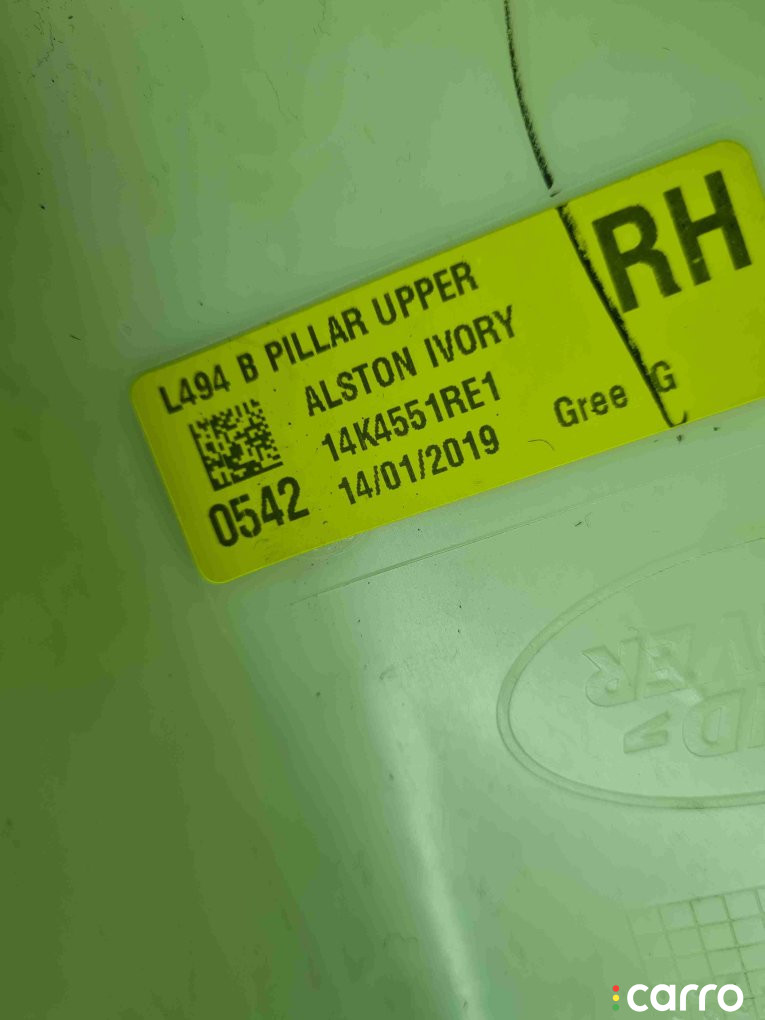 RH
L494 B PILLAR UPPER
ALSTON IVORY
14K4551RE1
14/01/2019
Gree G
0542
carro